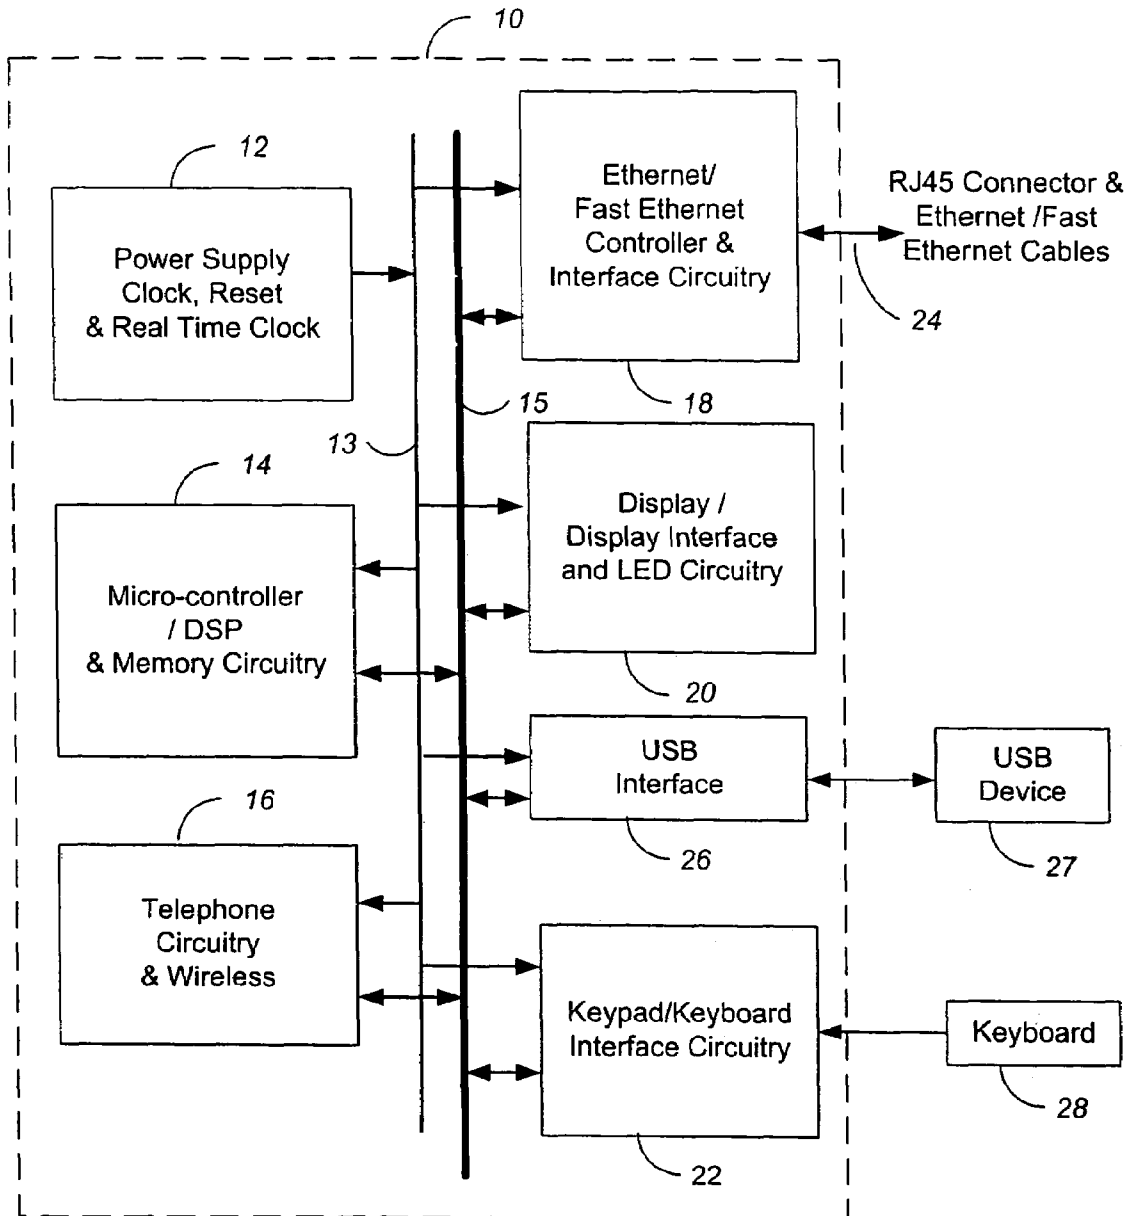 10
12
Power Supply
Clock, Reset
& Real Time Clock
13
14
Micro-controller
/ DSP
& Memory Circuitry
16
Telephone
Circuitry
& Wireless
15
Ethernet/
Fast Ethernet
Controller &
Interface Circuitry
18
RJ45 Connector &
Ethernet /Fast
Ethernet Cables
24
Display /
Display Interface
and LED Circuitry
20
USB
Interface
26
USB
Device
27
Keypad/Keyboard
Interface Circuitry
22
Keyboard
28